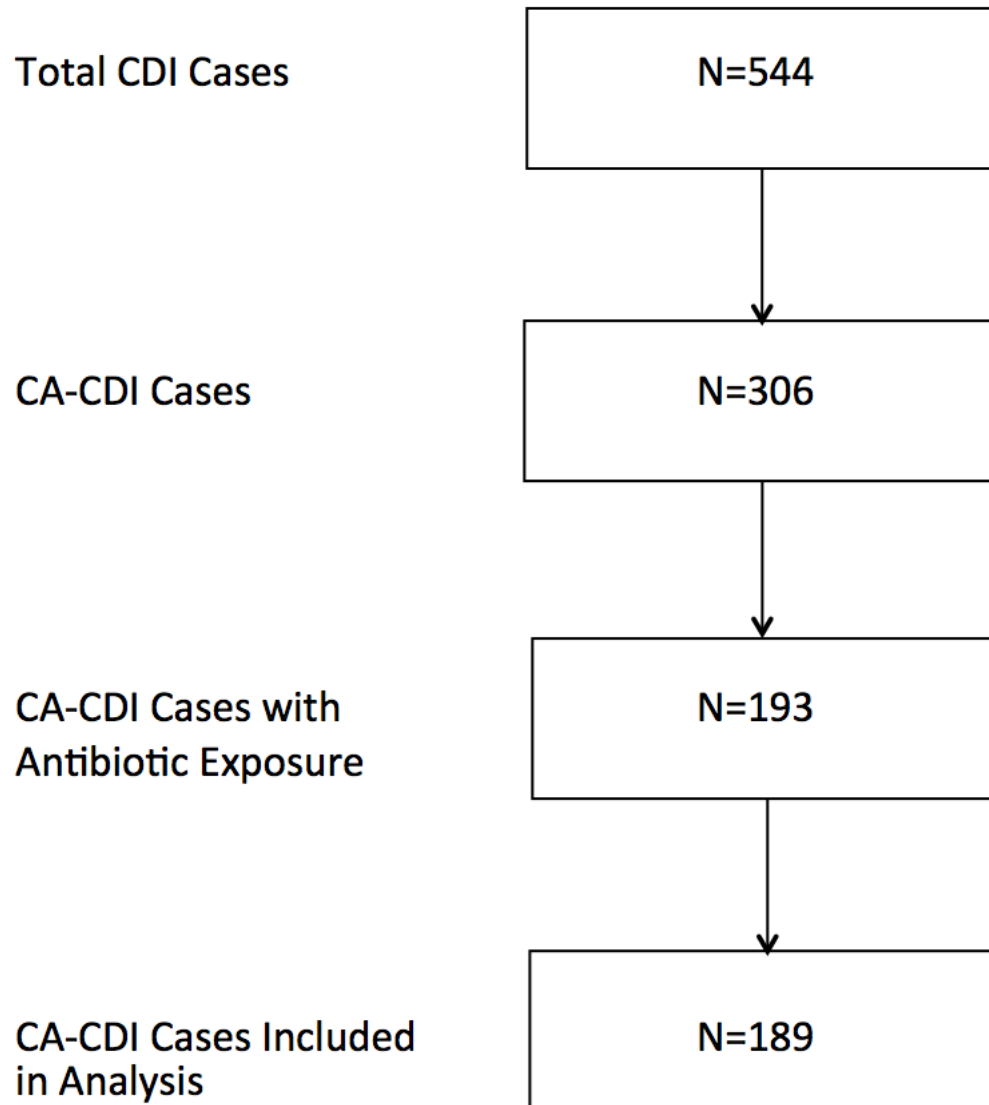 Total CDI Cases
N=544
CA-CDI Cases
N=306
CA-CDI Cases with
Antibiotic Exposure
N=193
CA-CDI Cases Included
in Analysis
N=189